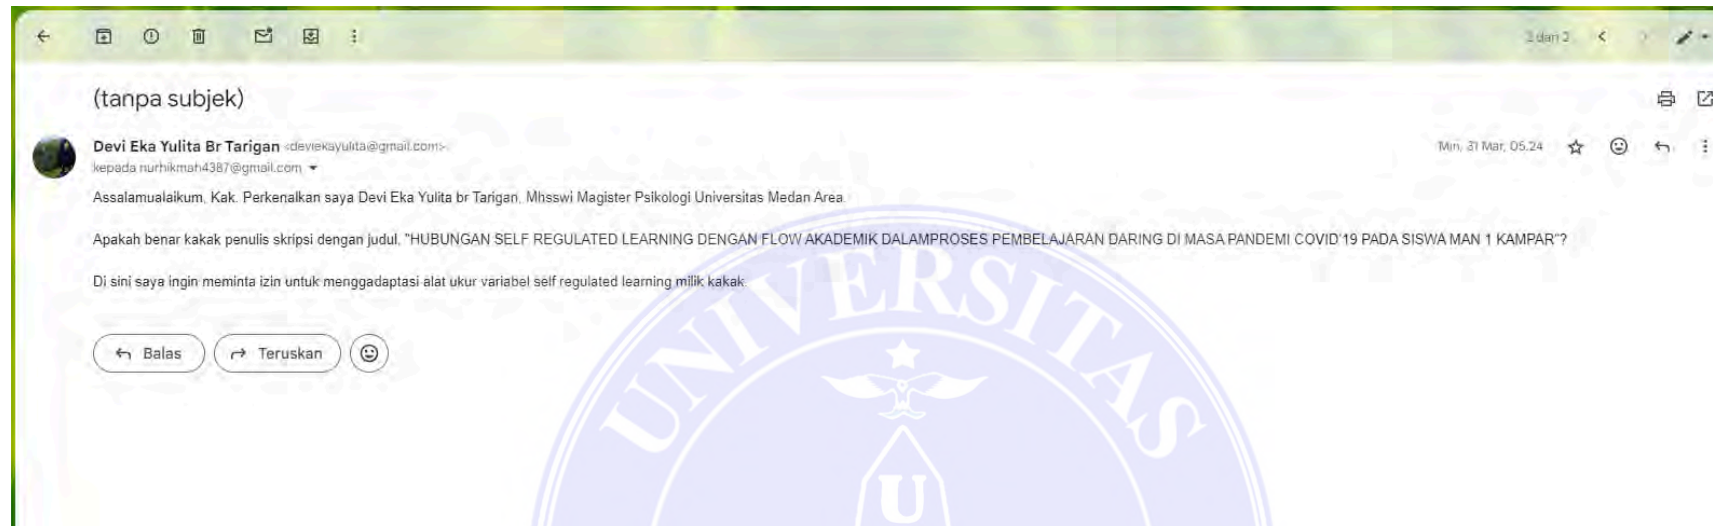 2 dari 2
(tanpa subjek)
Devi Eka Yulita Br Tarigan <deviekayulita@gmail.com>
Min, 31 Mar, 05.24
kepada nurhikmah4387@gmail.com
Assalamualaikum, Kak. Perkenalkan saya Devi Eka Yulita br Tarigan, Mhsswi Magister Psikologi Universitas Medan Area.
Apakah benar kakak penulis skripsi dengan judul, "HUBUNGAN SELF REGULATED LEARNING DENGAN FLOW AKADEMIK DALAMPROSES PEMBELAJARAN DARING DI MASA PANDEMI COVID'19 PADA SISWA MAN 1 KAMPAR"?
Di sini saya ingin meminta izin untuk menggadaptasi alat ukur variabel self regulated learning milik kakak.
Balas
Teruskan
UNIVERSITAS
U